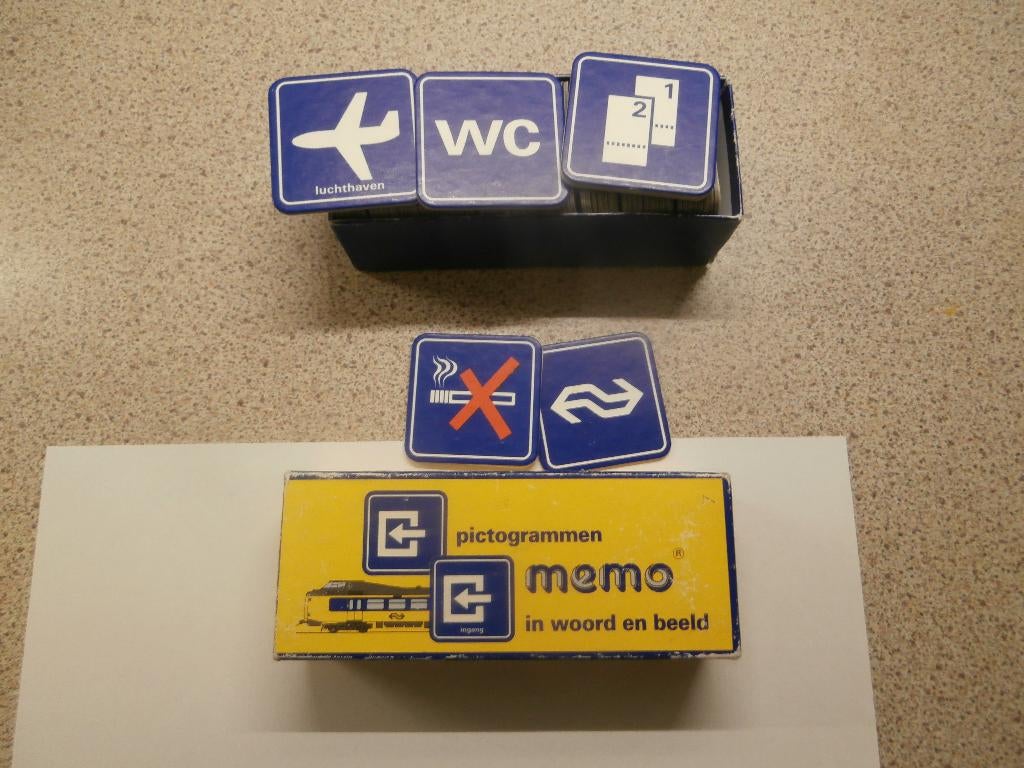 luchthaven
WC
1
2
pictogrammen
memo®
ingang
in woord en beeld